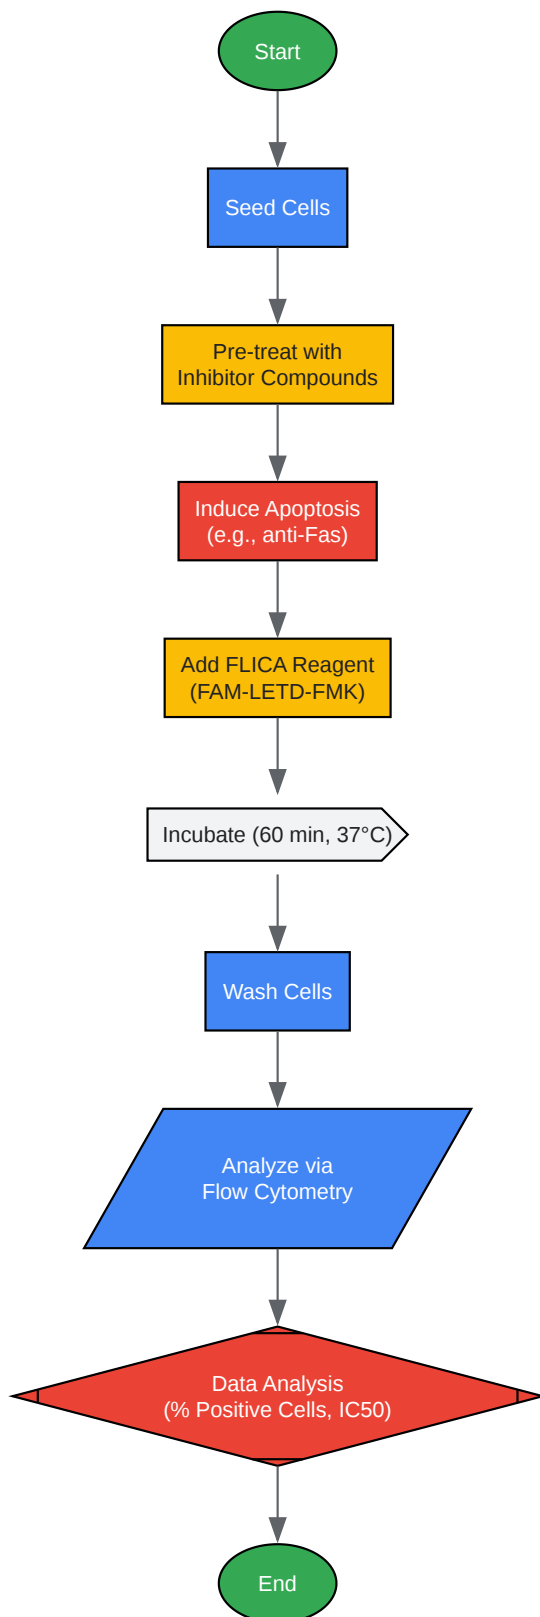 Start
Seed Cells
Pre-treat with
Inhibitor Compounds
Induce Apoptosis
(e.g., anti-Fas)
Add FLICA Reagent
(FAM-LETD-FMK)
Incubate (60 min, 37°C)
Wash Cells
Analyze via
Flow Cytometry
Data Analysis
(% Positive Cells, IC50)
End